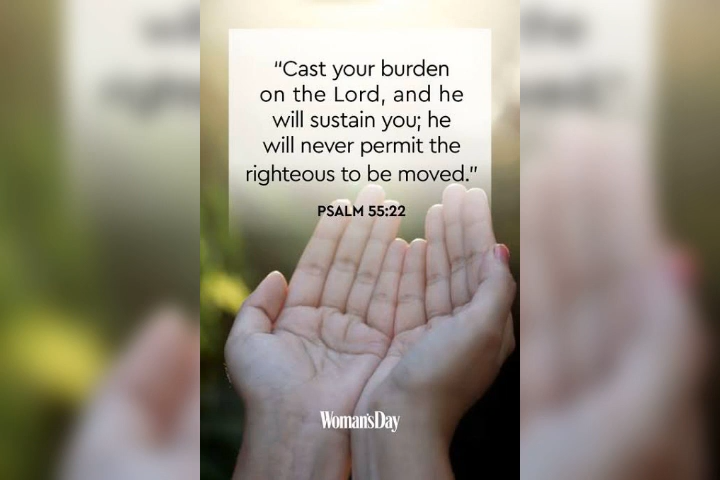 “Cast your burden
on the Lord, and he
will sustain you; he
will never permit the
righteous to be moved.”
PSALM 55:22
Woman'sDay